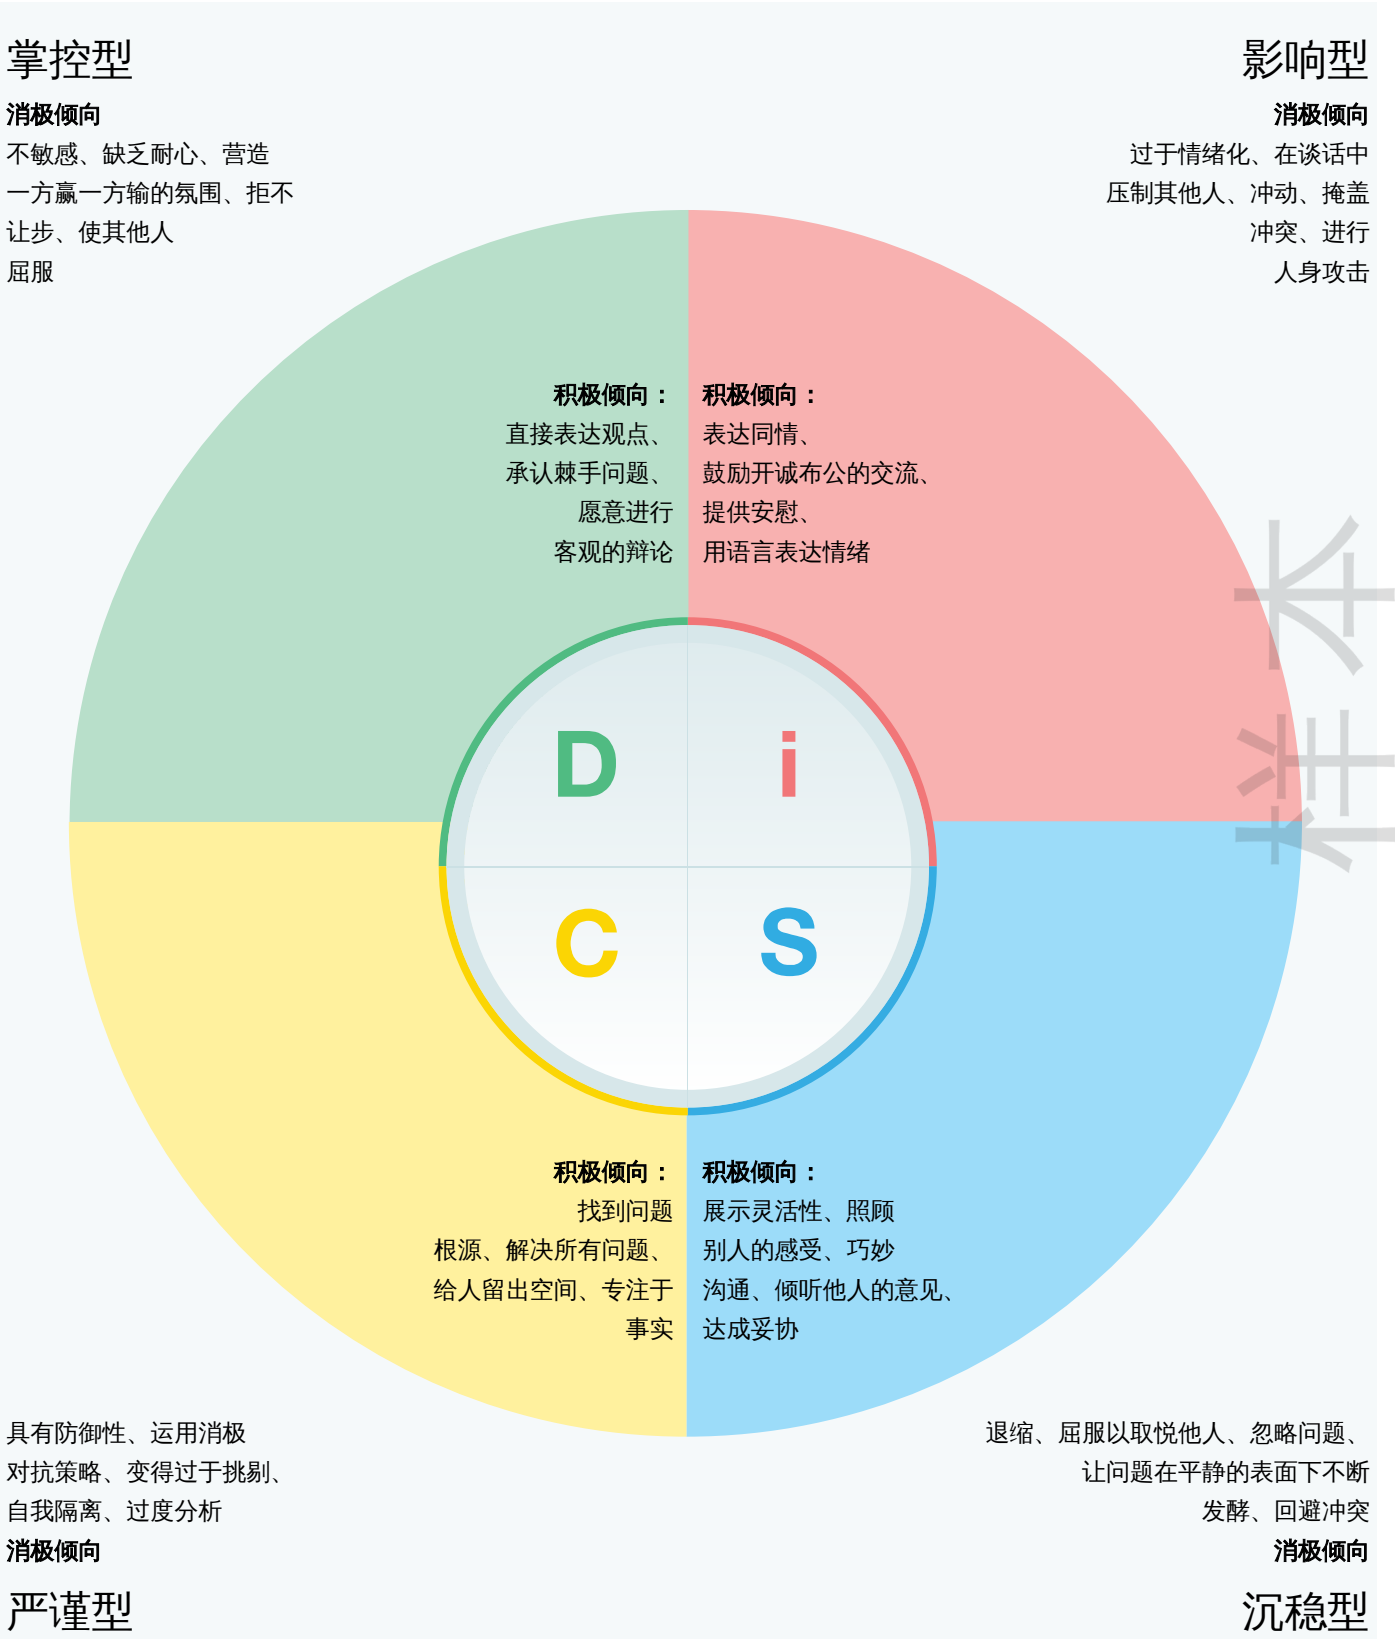 掌控型
消极倾向
不敏感、缺乏耐心、营造
一方赢一方输的氛围、拒不
让步、使其他人
屈服
影响型
消极倾向
过于情绪化、在谈话中
压制其他人、冲动、掩盖
冲突、进行
人身攻击
积极倾向：
直接表达观点、
承认棘手问题、
愿意进行
客观的辩论
积极倾向：
表达同情、
鼓励开诚布公的交流、
提供安慰、
用语言表达情绪
样本
D
i
C
S
积极倾向：
找到问题
根源、解决所有问题、
给人留出空间、专注于
事实
积极倾向：
展示灵活性、照顾
别人的感受、巧妙
沟通、倾听他人的意见、
达成妥协
具有防御性、运用消极
对抗策略、变得过于挑剔、
自我隔离、过度分析
消极倾向
严谨型
退缩、屈服以取悦他人、忽略问题、
让问题在平静的表面下不断
发酵、回避冲突
消极倾向
沉稳型